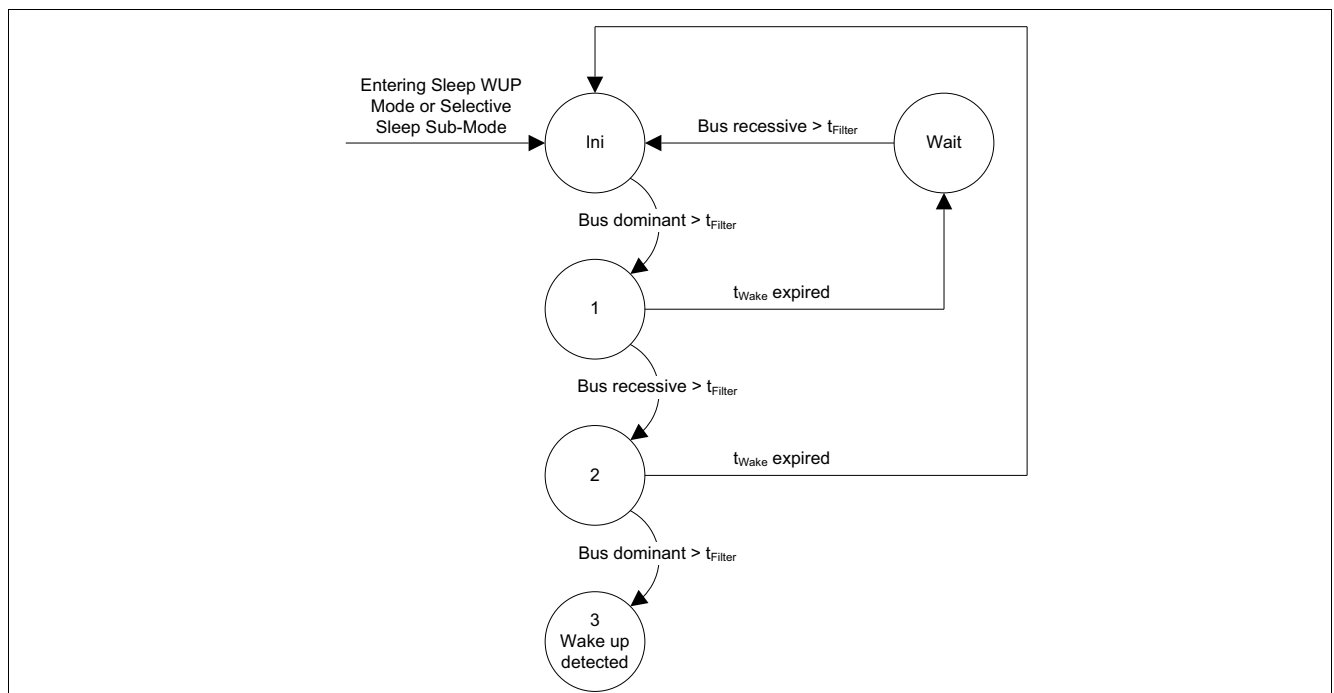 Entering Sleep WUP
Mode or Selective
Sleep Sub-Mode
Ini
Bus recessive > tFilter
Wait
Bus dominant > tFilter
1
tWake expired
Bus recessive > tFilter
2
tWake expired
Bus dominant > tFilter
3
Wake up
detected